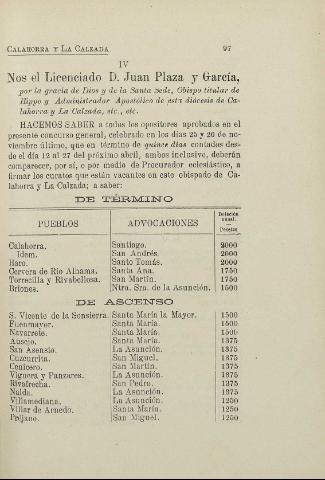 CALAHORRA Y LA CALZADA 97
IV
Nos el Licenciado D. Juan Plaza y García,
por la gracia de Dios y de la Santa Sede, Obispo titular de
Hippo y Administrador Apostólico de esta diócesis de Ca-
lahorra y La Calzada, etc., etc.
HACEMOS SABER a todos los opositores aprobados en el
presente concurso general, celebrado en los días 25 y 26 de no-
viembre último, que en término de quince días contados des-
de el día 12 al 27 del próximo abril, ambos inclusive, deberán
comparecer, por sí, o por medio de Procurador eclesiástico, a
firmar los curatos que están vacantes en este obispado de Ca-
lahorra y La Calzada; a saber:
DE TÉRMINO
PUEBLOS ADVOCACIONES Dotación anual. — Pesetas
Calahorra. Santiago. 2000
Idem. San Andrés. 2000
Haro. Santo Tomás. 2000
Cervera de Río Alhama. Santa Ana. 1750
Torrecilla y Rivabellosa. San Martín. 1750
Briones. Ntra. Sra. de la Asunción. 1500
DE ASCENSO
S. Vicente de la Sonsierra. Santa María la Mayor. 1500
Fuenmayor. Santa María. 1500
Navarrete. Santa María. 1500
Ausejo. Santa María. 1375
San Asensio. La Asunción. 1375
Cuzcurrita. San Miguel. 1375
Cenicero. San Martín. 1375
Viguera y Panzares. La Asunción. 1375
Rivafrecha. San Pedro. 1375
Nalda. La Asunción. 1375
Villamediana. La Asunción. 1250
Villar de Arnedo. Santa María. 1250
Préjano. San Miguel. 1250